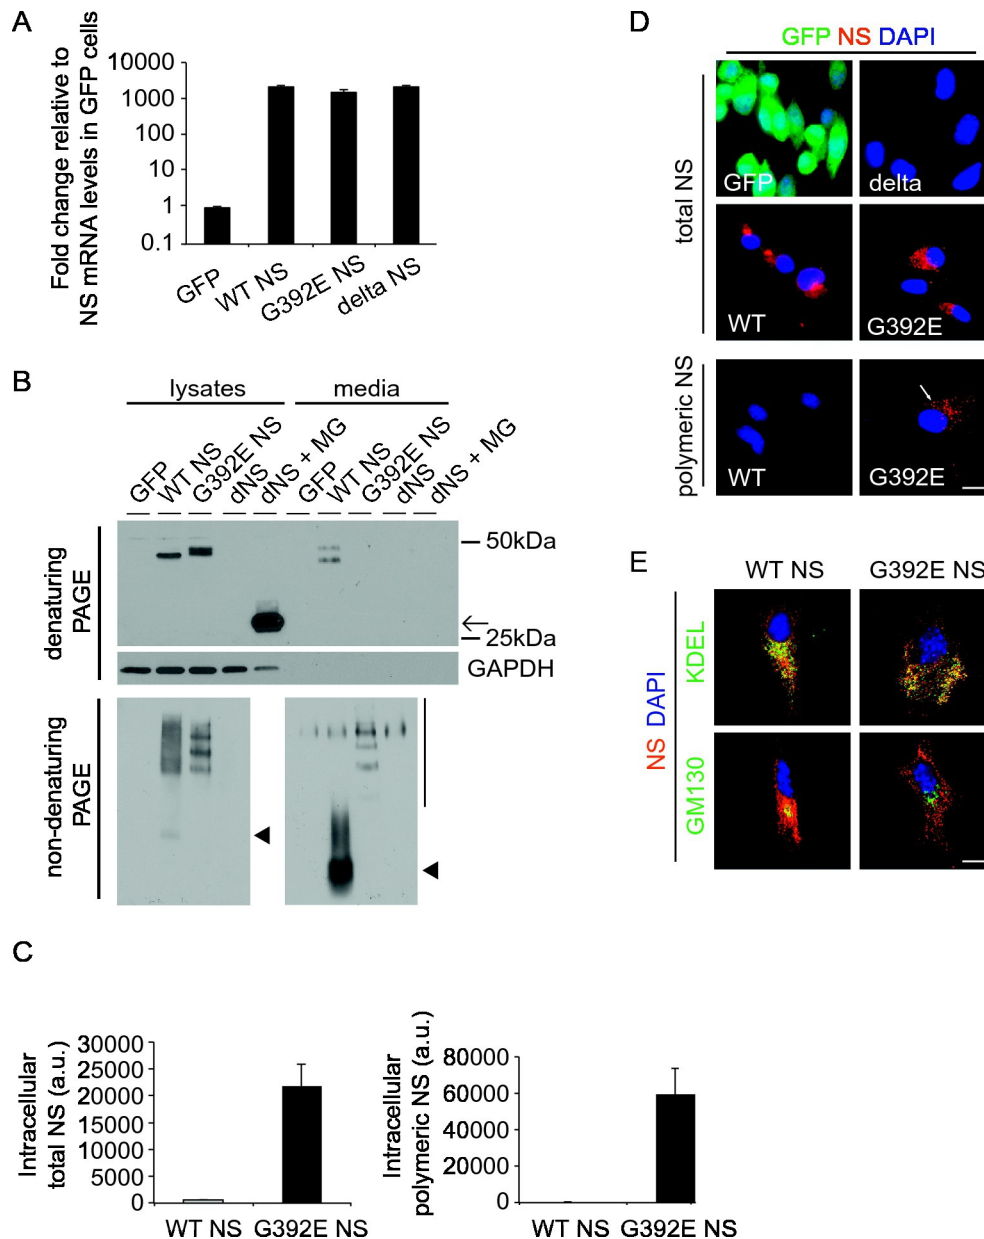 A
Fold change relative to
NS mRNA levels in GFP cells
10000
1000
100
10
1
0.1
GFP
WT NS
G392E NS
delta NS
B
lysates
media
GFP
WT NS
G392E NS
dNS
dNS + MG
GFP
WT NS
G392E NS
dNS
dNS + MG
denaturing
PAGE
50kDa
25kDa
GAPDH
non-denaturing
PAGE
C
Intracellular
total NS (a.u.)
30000
25000
20000
15000
10000
5000
0
WT NS
G392E NS
Intracellular
polymeric NS (a.u.)
80000
60000
40000
20000
0
WT NS
G392E NS
D
GFP NS DAPI
total NS
GFP
delta
WT
G392E
polymeric NS
WT
G392E
E
WT NS
G392E NS
NS DAPI
KDEL
GM130